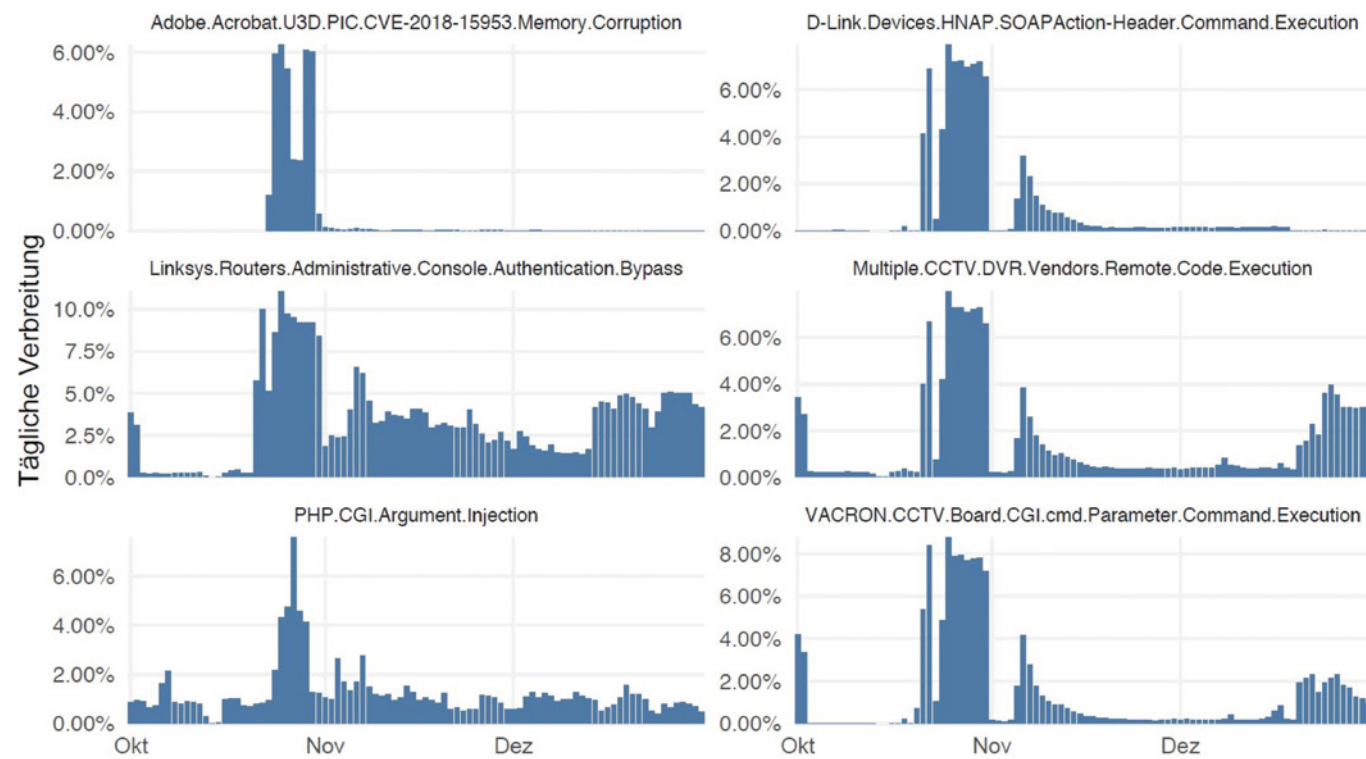 Tägliche Verbreitung
Adobe.Acrobat.U3D.PIC.CVE-2018-15953.Memory.Corruption
6.00%
4.00%
2.00%
0.00%
D-Link.Devices.HNAP.SOAPAction-Header.Command.Execution
6.00%
4.00%
2.00%
0.00%
Linksys.Routers.Administrative.Console.Authentication.Bypass
10.0%
7.5%
5.0%
2.5%
0.0%
Multiple.CCTV.DVR.Vendors.Remote.Code.Execution
6.00%
4.00%
2.00%
0.00%
PHP.CGI.Argument.Injection
6.00%
4.00%
2.00%
0.00%
Okt Nov Dez
VACRON.CCTV.Board.CGI.cmd.Parameter.Command.Execution
8.00%
6.00%
4.00%
2.00%
0.00%
Okt Nov Dez